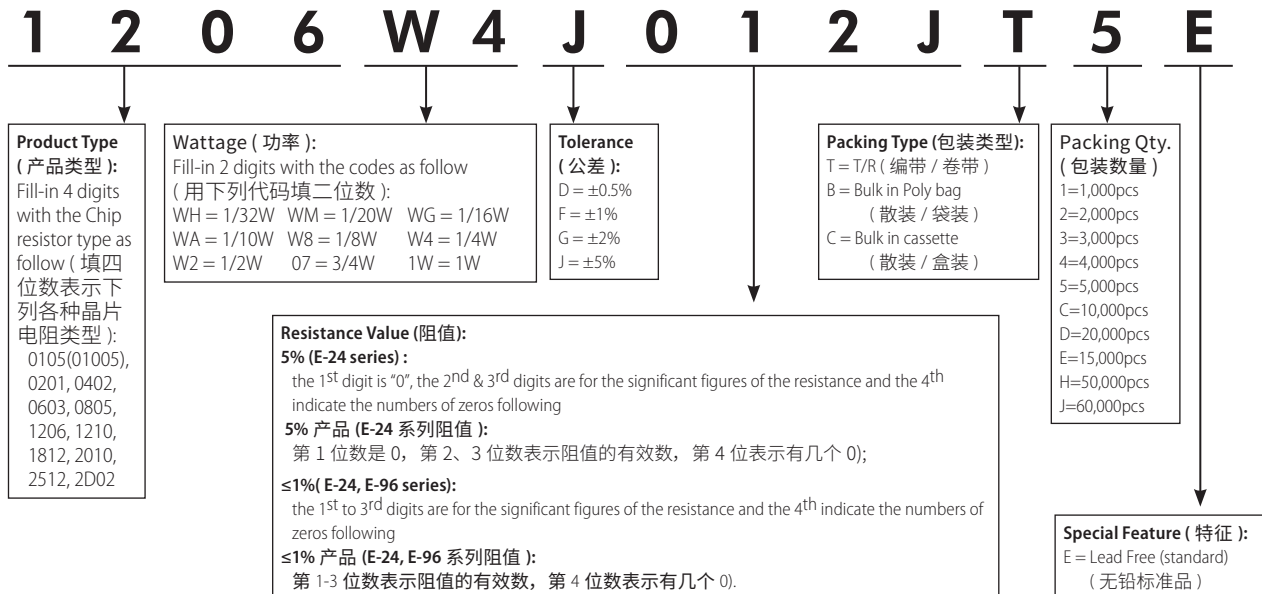 1 2 0 6 W 4 J 0 1 2 J T 5 E
Product Type
( 产品类型 ):
Fill-in 4 digits
with the Chip
resistor type as
follow ( 填四
位数表示下
列各种晶片
电阻类型 ):
0105(01005),
0201, 0402,
0603, 0805,
1206, 1210,
1812, 2010,
2512, 2D02
Wattage ( 功率 ):
Fill-in 2 digits with the codes as follow
( 用下列代码填二位数 ):
WH = 1/32W WM = 1/20W WG = 1/16W
WA = 1/10W W8 = 1/8W W4 = 1/4W
W2 = 1/2W 07 = 3/4W 1W = 1W
Tolerance
( 公差 ):
D = ±0.5%
F = ±1%
G = ±2%
J = ±5%
Packing Type (包装类型):
T = T/R ( 编带 / 卷带 )
B = Bulk in Poly bag
( 散装 / 袋装 )
C = Bulk in cassette
( 散装 / 盒装 )
Packing Qty.
( 包装数量 )
1=1,000pcs
2=2,000pcs
3=3,000pcs
4=4,000pcs
5=5,000pcs
C=10,000pcs
D=20,000pcs
E=15,000pcs
H=50,000pcs
J=60,000pcs
Resistance Value (阻值):
5% (E-24 series) :
the 1st digit is “0”, the 2nd & 3rd digits are for the significant figures of the resistance and the 4th
indicate the numbers of zeros following
5% 产品 (E-24 系列阻值 ):
第 1 位数是 0，第 2、3 位数表示阻值的有效数，第 4 位表示有几个 0);
≤1%( E-24, E-96 series):
the 1st to 3rd digits are for the significant figures of the resistance and the 4th indicate the numbers of
zeros following
≤1% 产品 (E-24, E-96 系列阻值 ):
第 1-3 位数表示阻值的有效数，第 4 位数表示有几个 0).
Special Feature ( 特征 ):
E = Lead Free (standard)
( 无铅标准品 )